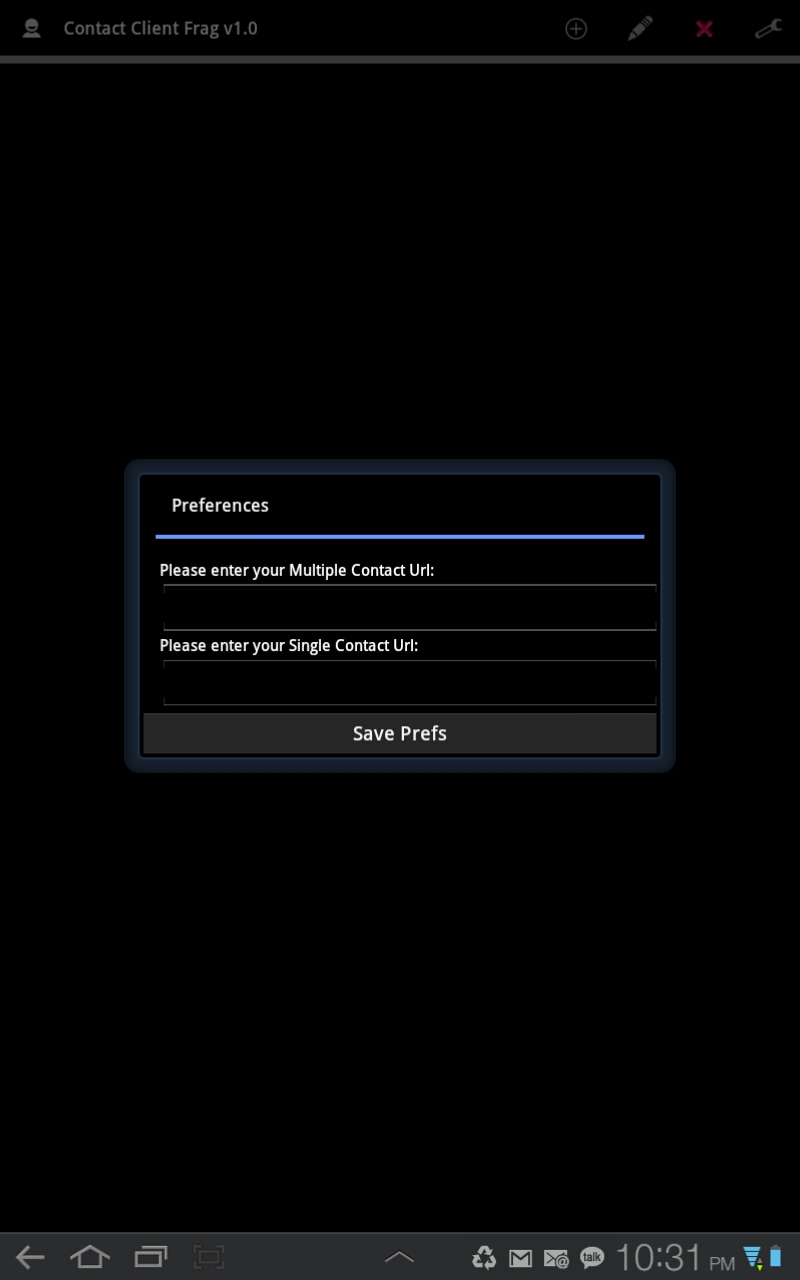 Contact Client Frag v1.0
Preferences
Please enter your Multiple Contact Url:
Please enter your Single Contact Url:
Save Prefs
talk
10:31 PM